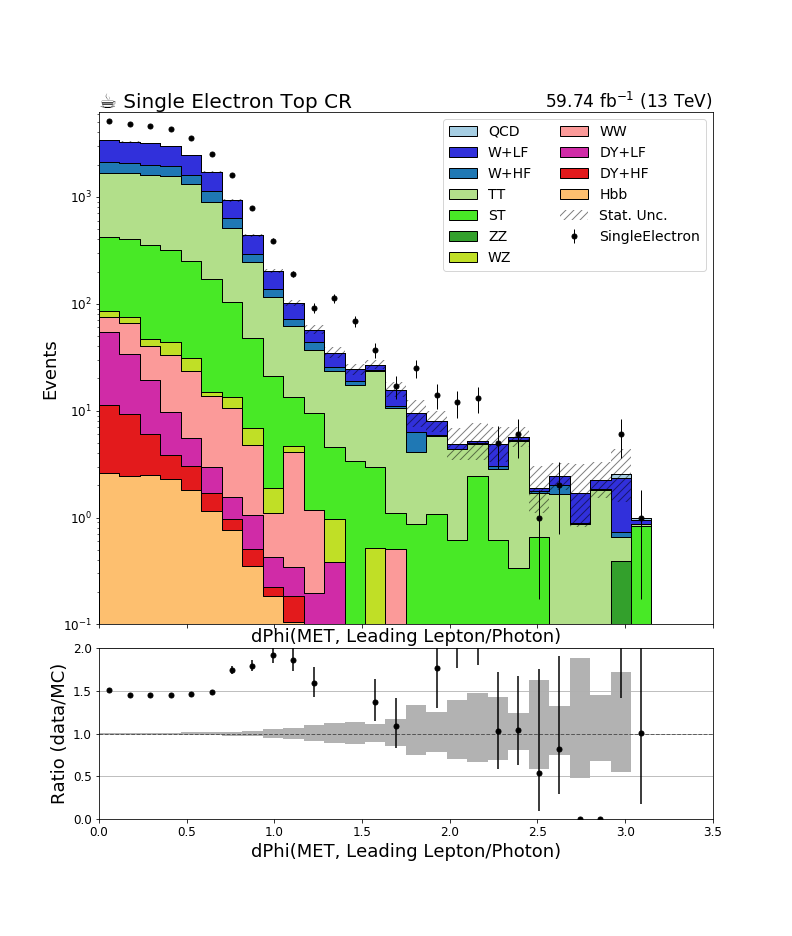 ☕ Single Electron Top CR
59.74 fb⁻¹ (13 TeV)
QCD
W+LF
W+HF
TT
ST
ZZ
WZ
WW
DY+LF
DY+HF
Hbb
Stat. Unc.
SingleElectron
Events
10³
10²
10¹
10⁰
10⁻¹
dPhi(MET, Leading Lepton/Photon)
Ratio (data/MC)
2.0
1.5
1.0
0.5
0.0
0.0 0.5 1.0 1.5 2.0 2.5 3.0 3.5
dPhi(MET, Leading Lepton/Photon)